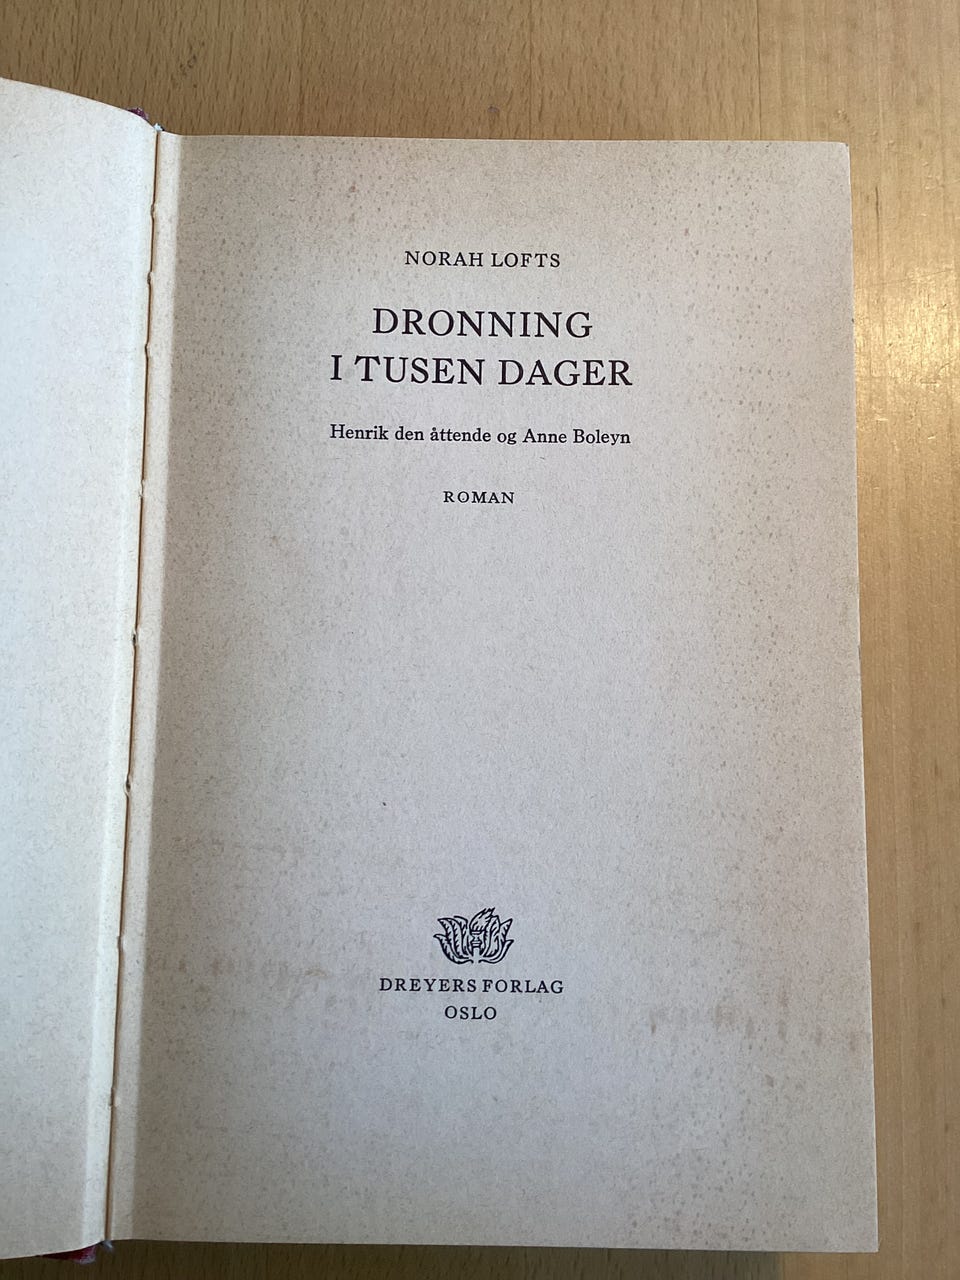 NORAH LOFTS
DRONNING
I TUSEN DAGER
Henrik den åttende og Anne Boleyn
ROMAN
DREYERS FORLAG
OSLO